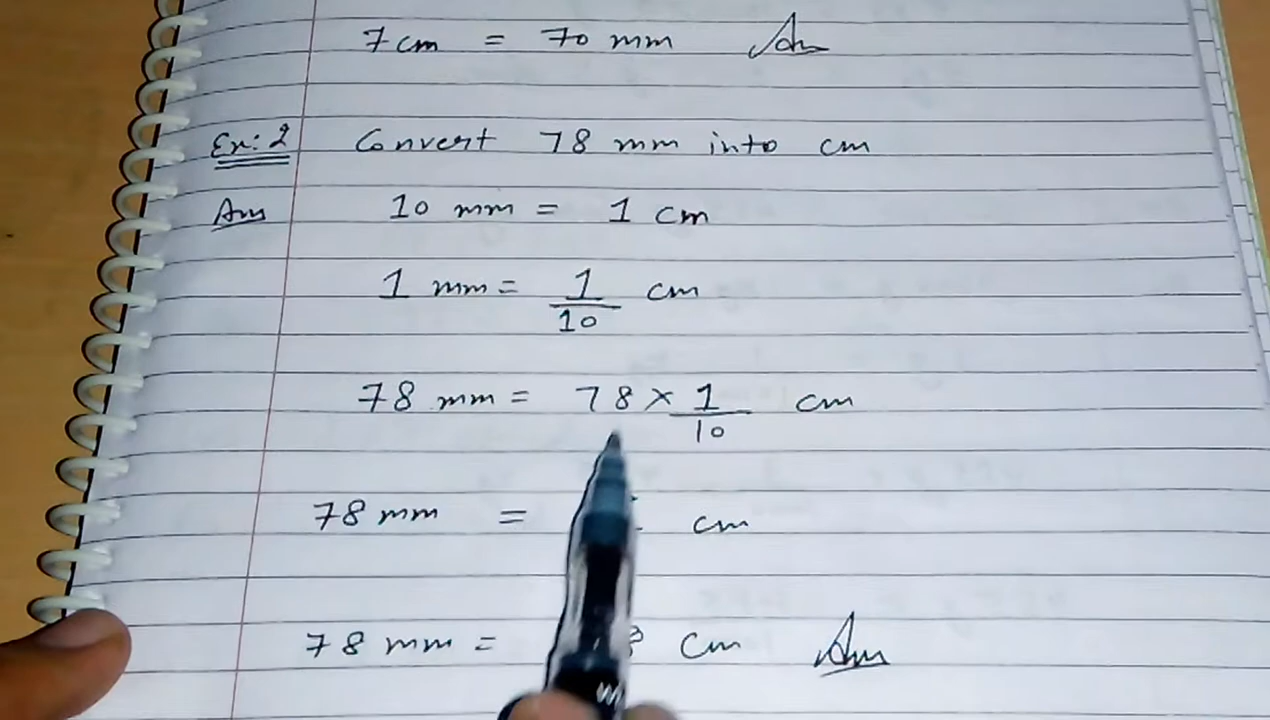 7 cm = 70 mm Ans
Ex: 2 Convert 78 mm into cm
Ans 10 mm = 1 cm
1 mm = 1/10 cm
78 mm = 78 × 1/10 cm
78 mm = cm
78 mm = 8 cm Ans